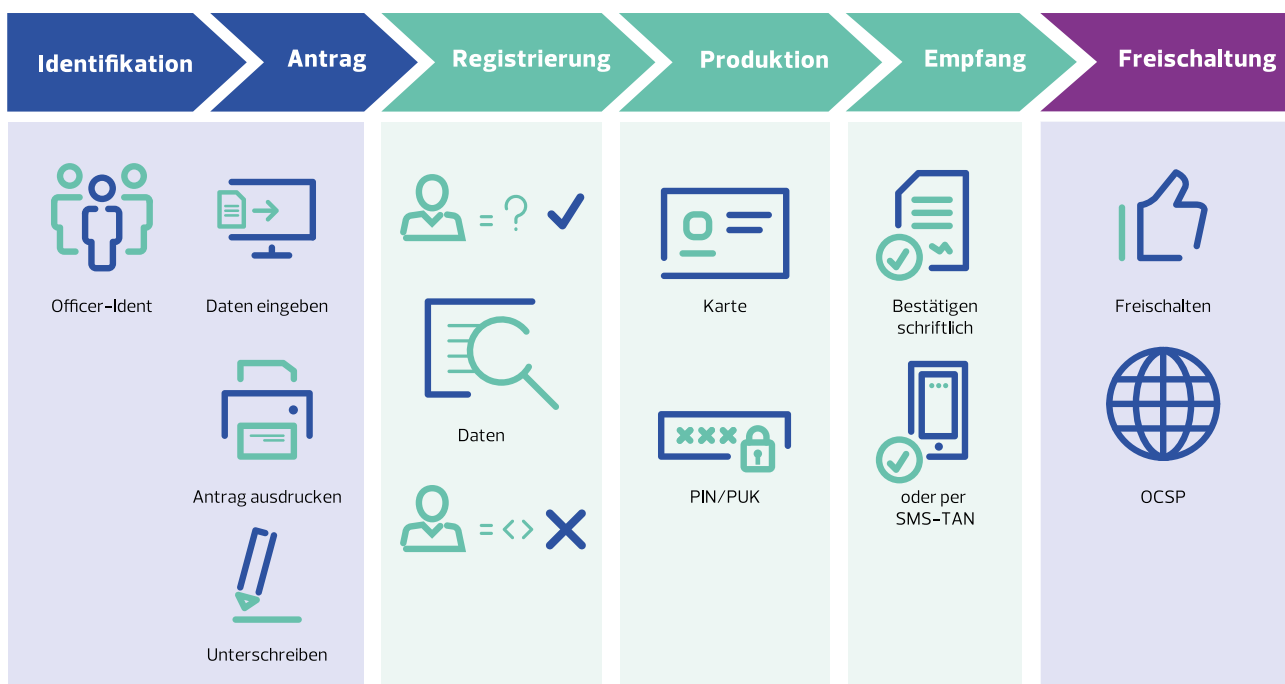 Identifikation
Antrag
Registrierung
Produktion
Empfang
Freischaltung
Officer-Ident
Daten eingeben
Antrag ausdrucken
Unterschreiben
= ?
Daten
= < >
Karte
xxx
PIN/PUK
Bestätigen
schriftlich
oder per
SMS-TAN
Freischalten
OCSP